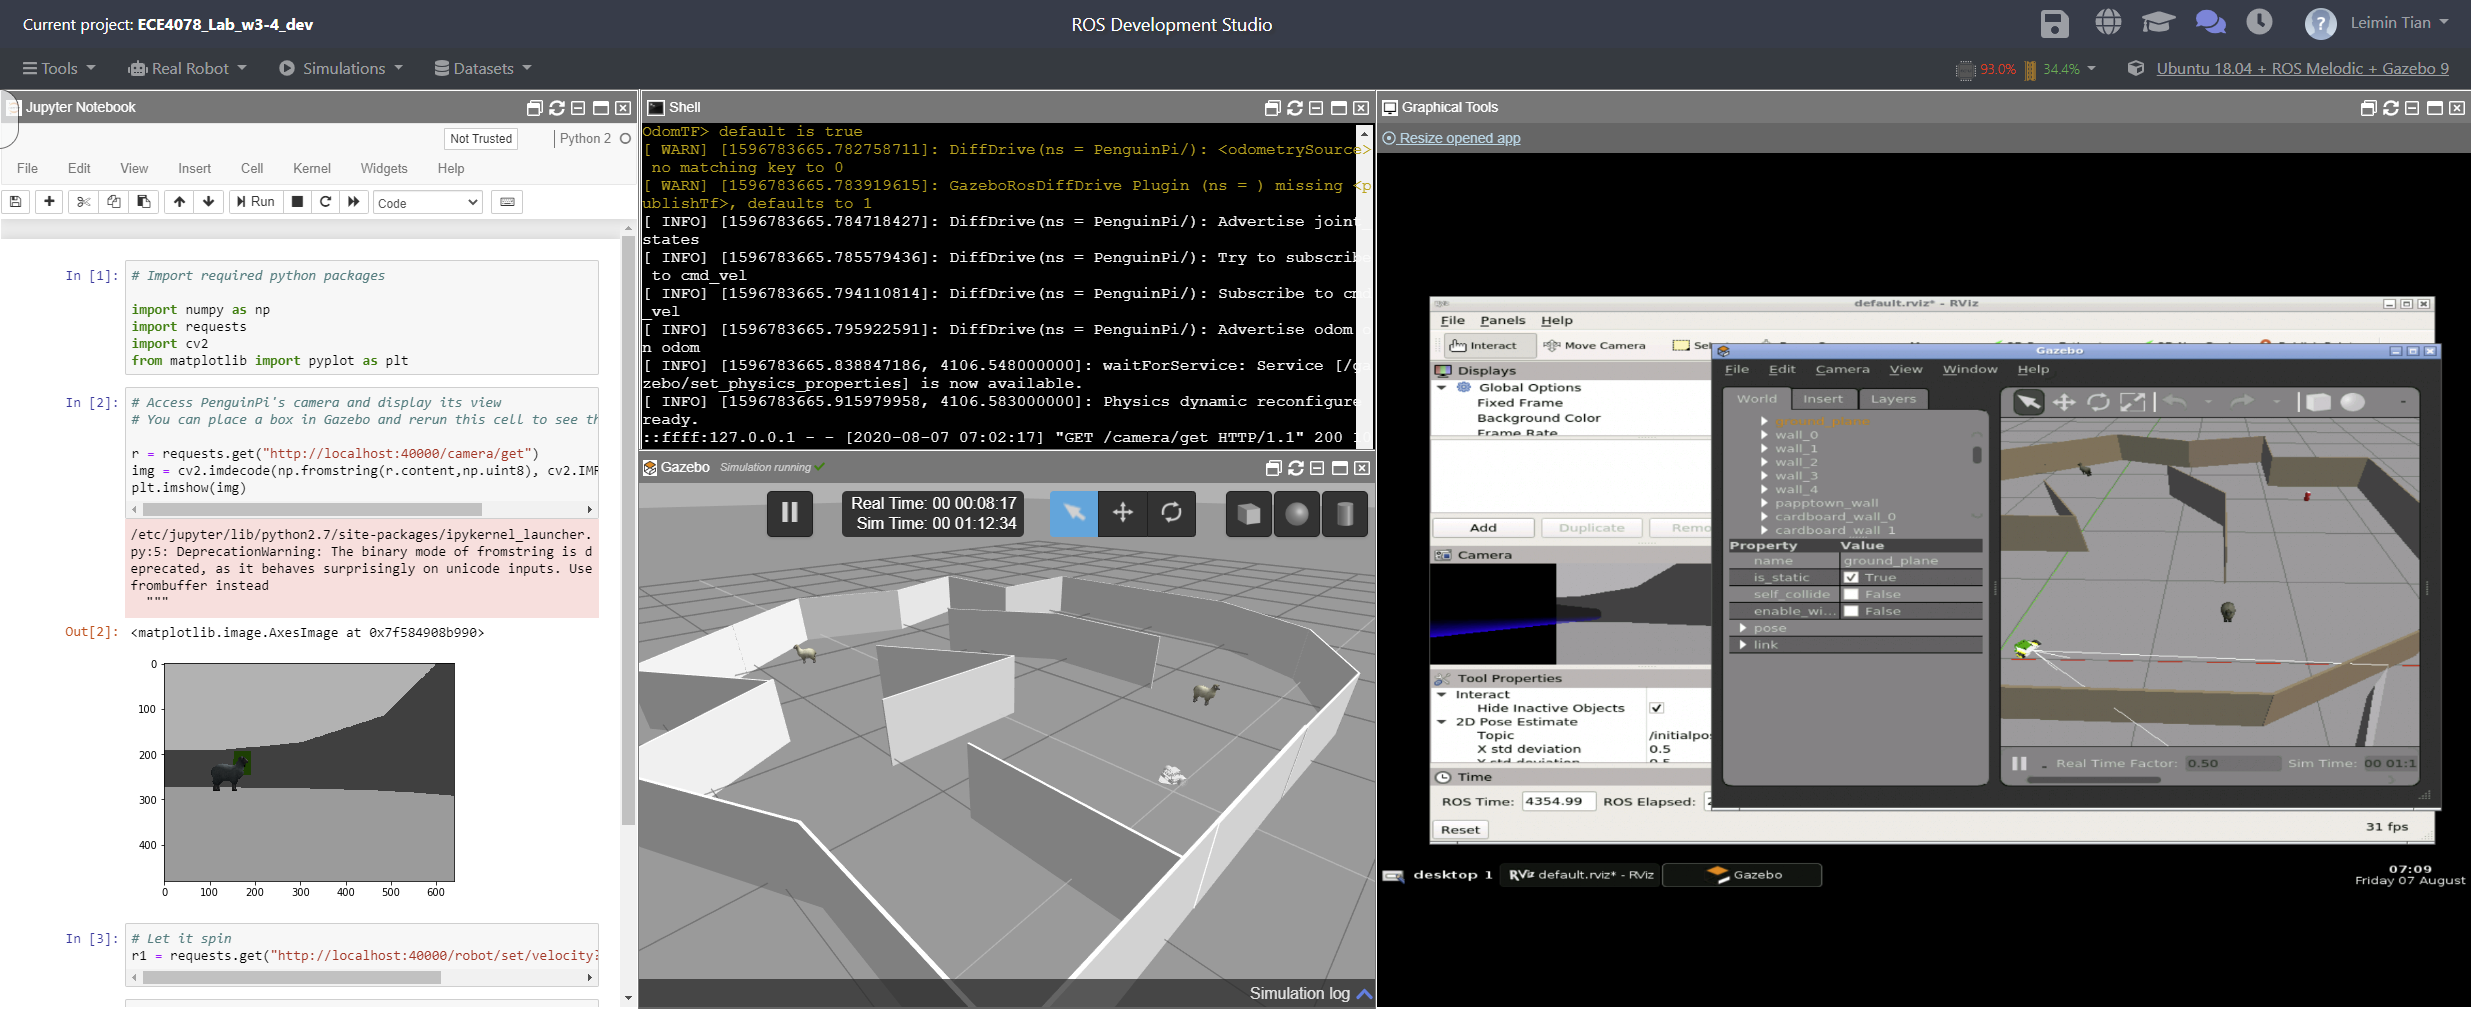 Current project: ECE4078_Lab_w3-4_dev
ROS Development Studio
Leimin Tian
Tools
Real Robot
Simulations
Datasets
93.0%
34.4%
Ubuntu 18.04 + ROS Melodic + Gazebo 9
Jupyter Notebook
Not Trusted
Python 2
File Edit View Insert Cell Kernel Widgets Help
Run
Code
In [1]:
# Import required python packages
import numpy as np
import requests
import cv2
from matplotlib import pyplot as plt
In [2]:
# Access PenguinPi's camera and display its view
# You can place a box in Gazebo and rerun this cell to see th
r = requests.get("http://localhost:40000/camera/get")
img = cv2.imdecode(np.fromstring(r.content,np.uint8), cv2.IMR
plt.imshow(img)
/etc/jupyter/lib/python2.7/site-packages/ipykernel_launcher.
py:5: DeprecationWarning: The binary mode of fromstring is d
eprecated, as it behaves surprisingly on unicode inputs. Use
frombuffer instead
"""
Out[2]: <matplotlib.image.AxesImage at 0x7f584908b990>
0
100
200
300
400
0 100 200 300 400 500 600
In [3]:
# Let it spin
r1 = requests.get("http://localhost:40000/robot/set/velocity?
Shell
OdomTF> default is true
[ WARN] [1596783665.782758711]: DiffDrive(ns = PenguinPi/): <odometrySource>
no matching key to 0
[ WARN] [1596783665.783919615]: GazeboRosDiffDrive Plugin (ns = ) missing <p
ublishTf>, defaults to 1
[ INFO] [1596783665.784718427]: DiffDrive(ns = PenguinPi/): Advertise joint_
states
[ INFO] [1596783665.785579436]: DiffDrive(ns = PenguinPi/): Try to subscribe
to cmd_vel
[ INFO] [1596783665.794110814]: DiffDrive(ns = PenguinPi/): Subscribe to cmd
_vel
[ INFO] [1596783665.795922591]: DiffDrive(ns = PenguinPi/): Advertise odom o
n odom
[ INFO] [1596783665.838847186, 4106.548000000]: waitForService: Service [/ga
zebo/set_physics_properties] is now available.
[ INFO] [1596783665.915979958, 4106.583000000]: Physics dynamic reconfigure
ready.
::ffff:127.0.0.1 - - [2020-08-07 07:02:17] "GET /camera/get HTTP/1.1" 200 10
Gazebo Simulation running
Real Time: 00 00:08:17
Sim Time: 00 01:12:34
Simulation log
Graphical Tools
Resize opened app
default.rviz* - RViz
File Panels Help
Interact
Move Camera
Sel
Displays
Global Options
Fixed Frame
Background Color
Frame Rate
Add
Duplicate
Remo
Camera
Tool Properties
Interact
Hide Inactive Objects
2D Pose Estimate
Topic /initialpos
X std deviation 0.5
Y std deviation 0.5
Time
ROS Time: 4354.99 ROS Elapsed:
Reset
31 fps
Gazebo
File Edit Camera View Window Help
World Insert Layers
ground_plane
wall_0
wall_1
wall_2
wall_3
wall_4
papptown_wall
cardboard_wall_0
cardboard_wall_1
Property Value
name ground_plane
is_static True
self_collide False
enable_wi... False
pose
link
Real Time Factor: 0.50 Sim Time: 00 01:1
desktop 1
RViz default.rviz* - RViz
Gazebo
07:09
Friday 07 August